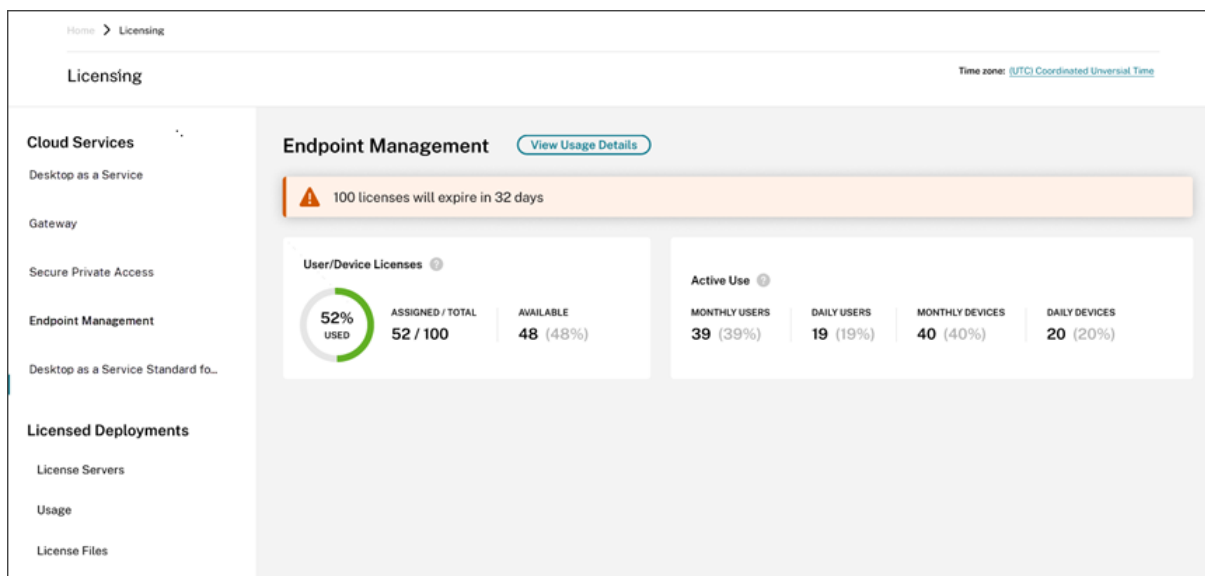 Home > Licensing
Licensing
Time zone: (UTC) Coordinated Unversial Time
Cloud Services
Desktop as a Service
Gateway
Secure Private Access
Endpoint Management
Desktop as a Service Standard fo...
Licensed Deployments
License Servers
Usage
License Files
Endpoint Management
View Usage Details
100 licenses will expire in 32 days
User/Device Licenses ?
52%
USED
ASSIGNED / TOTAL
52 / 100
AVAILABLE
48 (48%)
Active Use ?
MONTHLY USERS
39 (39%)
DAILY USERS
19 (19%)
MONTHLY DEVICES
40 (40%)
DAILY DEVICES
20 (20%)